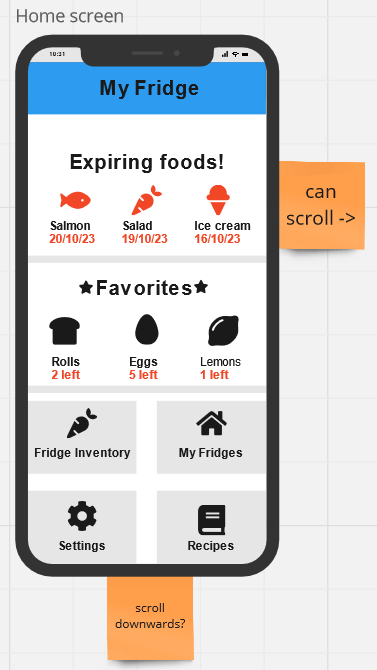 Home screen
10:31
My Fridge
Expiring foods!
Salmon Salad Ice cream
20/10/23 19/10/23 16/10/23
can
scroll ->
Favorites
Rolls Eggs Lemons
2 left 5 left 1 left
Fridge Inventory My Fridges
Settings Recipes
scroll
downwards?